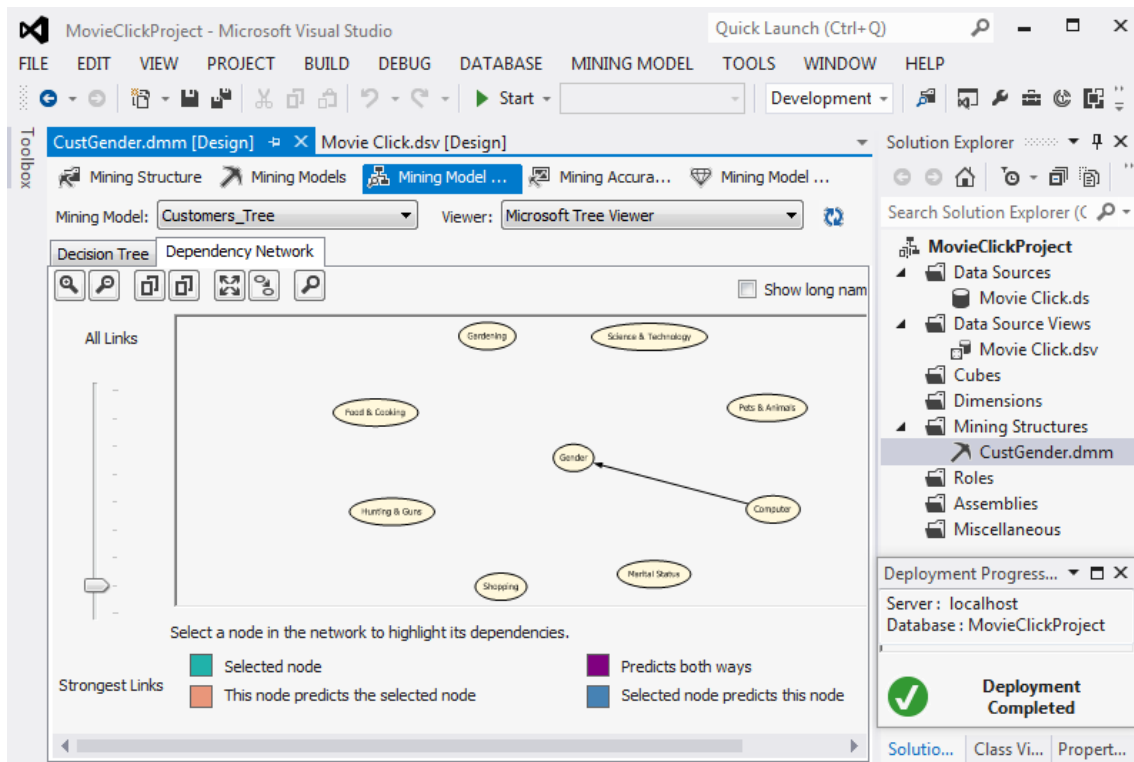 MovieClickProject - Microsoft Visual Studio
Quick Launch (Ctrl+Q)
FILE EDIT VIEW PROJECT BUILD DEBUG DATABASE MINING MODEL TOOLS WINDOW HELP
Start
Development
Toolbox
CustGender.dmm [Design]
Movie Click.dsv [Design]
Mining Structure
Mining Models
Mining Model ...
Mining Accura...
Mining Model ...
Mining Model: Customers_Tree
Viewer: Microsoft Tree Viewer
Decision Tree
Dependency Network
Show long nam
All Links
Gardening
Science & Technology
Food & Cooking
Pets & Animals
Gender
Hunting & Guns
Computer
Shopping
Marital Status
Select a node in the network to highlight its dependencies.
Strongest Links
Selected node
Predicts both ways
This node predicts the selected node
Selected node predicts this node
Solution Explorer
Search Solution Explorer (C
MovieClickProject
Data Sources
Movie Click.ds
Data Source Views
Movie Click.dsv
Cubes
Dimensions
Mining Structures
CustGender.dmm
Roles
Assemblies
Miscellaneous
Deployment Progress...
Server : localhost
Database : MovieClickProject
Deployment
Completed
Solutio...
Class Vi...
Propert...